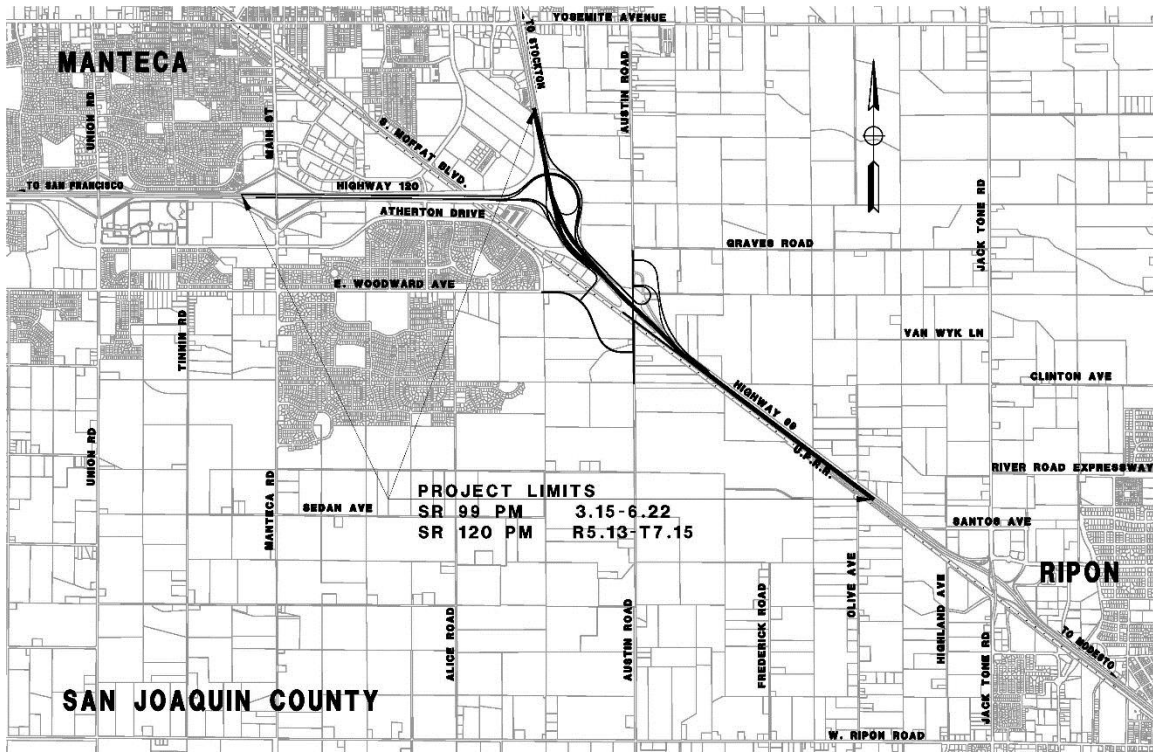 YOSEMITE AVENUE
MANTECA
TO STOCKTON
AUSTIN ROAD
UNION RD
MAIN ST
S. MOFFAT BLVD.
TO SAN FRANCISCO
HIGHWAY 120
ATHERTON DRIVE
JACK TONE RD
GRAVES ROAD
E. WOODWARD AVE
TINNIN RD
VAN WYK LN
CLINTON AVE
HIGHWAY 99
U.P.R.R.
UNION RD
MANTECA RD
RIVER ROAD EXPRESSWAY
PROJECT LIMITS
SEDAN AVE
SR 99 PM 3.15-6.22
SR 120 PM R5.13-T7.15
SANTOS AVE
RIPON
ALICE ROAD
AUSTIN ROAD
FREDERICK ROAD
OLIVE AVE
HIGHLAND AVE
JACK TONE RD
TO MODESTO
SAN JOAQUIN COUNTY
W. RIPON ROAD